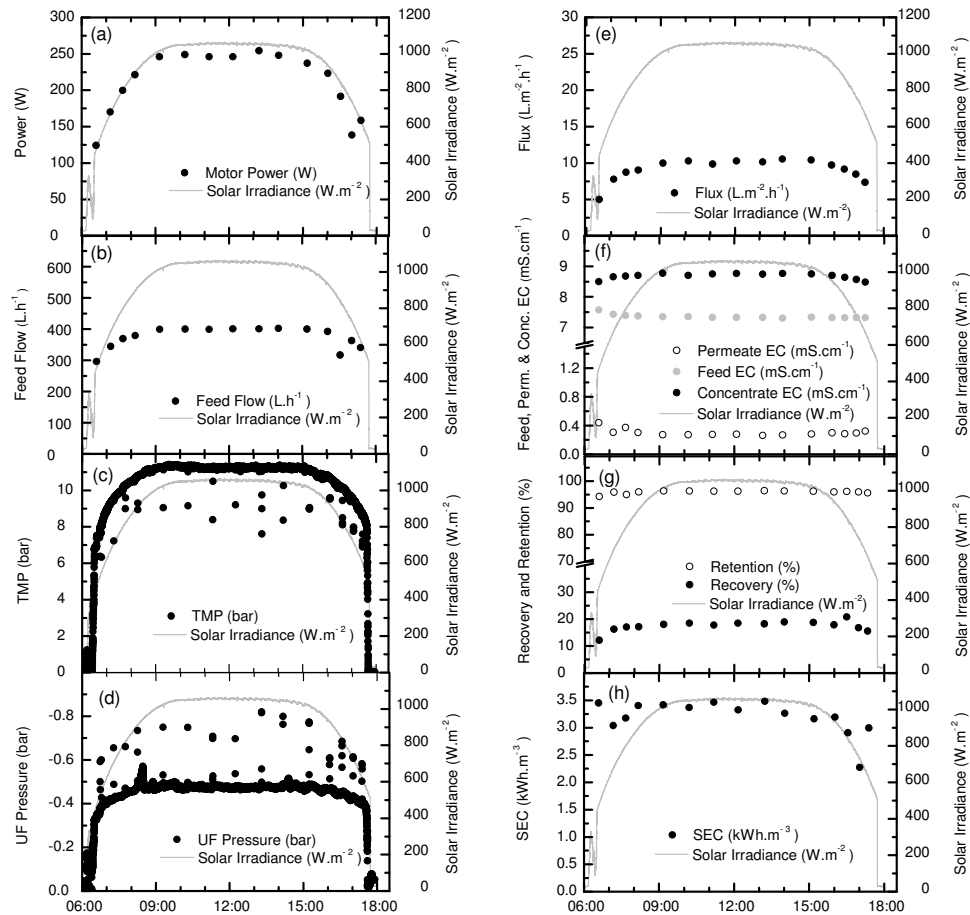 (a)
300
250
200
150
100
50
0
Power (W)
Motor Power (W)
Solar Irradiance (W.m⁻²)
1200
1000
800
600
400
200
0
Solar Irradiance (W.m⁻²)
(b)
600
500
400
300
200
100
0
Feed Flow (L.h⁻¹)
Feed Flow (L.h⁻¹)
Solar Irradiance (W.m⁻²)
1000
800
600
400
200
0
Solar Irradiance (W.m⁻²)
(c)
10
8
6
4
2
0
TMP (bar)
TMP (bar)
Solar Irradiance (W.m⁻²)
1000
800
600
400
200
0
Solar Irradiance (W.m⁻²)
(d)
-0.8
-0.6
-0.4
-0.2
0.0
UF Pressure (bar)
UF Pressure (bar)
Solar Irradiance (W.m⁻²)
1000
800
600
400
200
0
Solar Irradiance (W.m⁻²)
06:00 09:00 12:00 15:00 18:00
(e)
30
25
20
15
10
5
0
Flux (L.m⁻².h⁻¹)
Flux (L.m⁻².h⁻¹)
Solar Irradiance (W.m⁻²)
1200
1000
800
600
400
200
0
Solar Irradiance (W.m⁻²)
(f)
9
8
7
1.2
0.8
0.4
0.0
Feed, Perm. & Conc. EC (mS.cm⁻¹)
Permeate EC (mS.cm⁻¹)
Feed EC (mS.cm⁻¹)
Concentrate EC (mS.cm⁻¹)
Solar Irradiance (W.m⁻²)
1000
800
600
400
200
0
Solar Irradiance (W.m⁻²)
(g)
100
90
80
70
30
20
10
0
Recovery and Retention (%)
Retention (%)
Recovery (%)
Solar Irradiance (W.m⁻²)
1000
800
600
400
200
0
Solar Irradiance (W.m⁻²)
(h)
3.5
3.0
2.5
2.0
1.5
1.0
0.5
0.0
SEC (kWh.m⁻³)
SEC (kWh.m⁻³)
Solar Irradiance (W.m⁻²)
1000
800
600
400
200
0
Solar Irradiance (W.m⁻²)
06:00 09:00 12:00 15:00 18:00